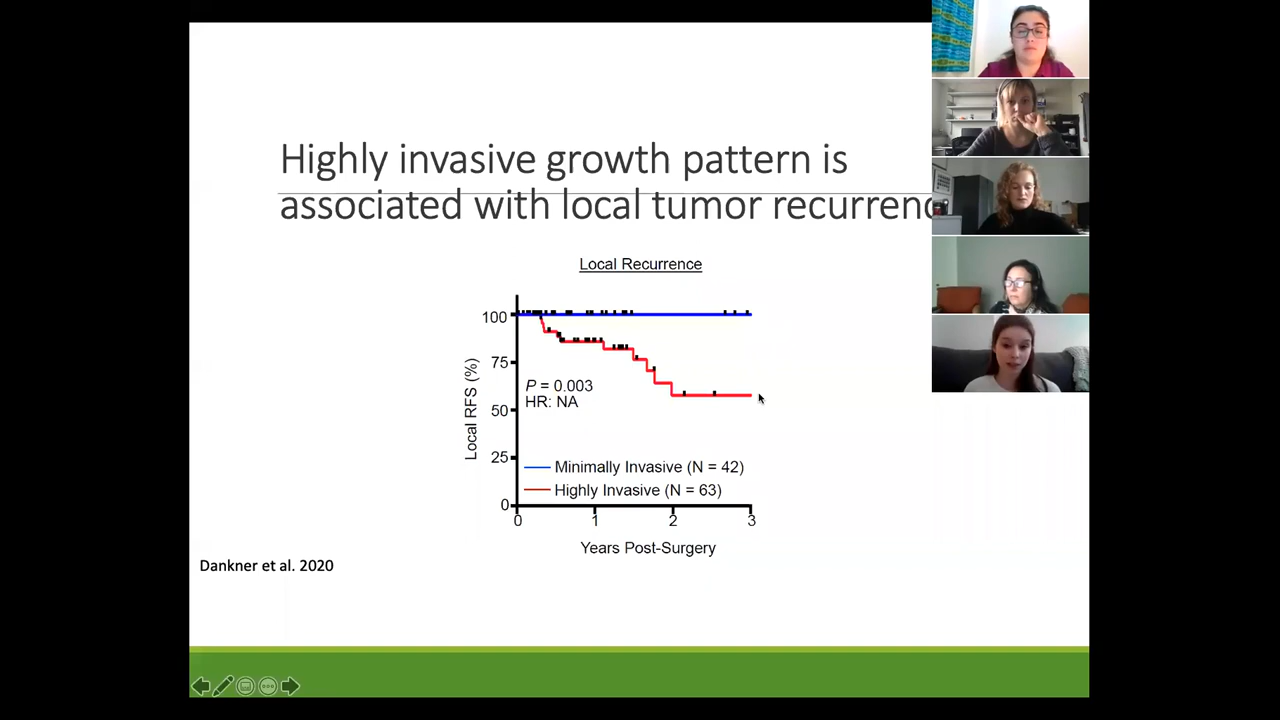 Highly invasive growth pattern is
associated with local tumor recurrenc
Local Recurrence
100
75
50
25
0
Local RFS (%)
P = 0.003
HR: NA
Minimally Invasive (N = 42)
Highly Invasive (N = 63)
0 1 2 3
Years Post-Surgery
Dankner et al. 2020